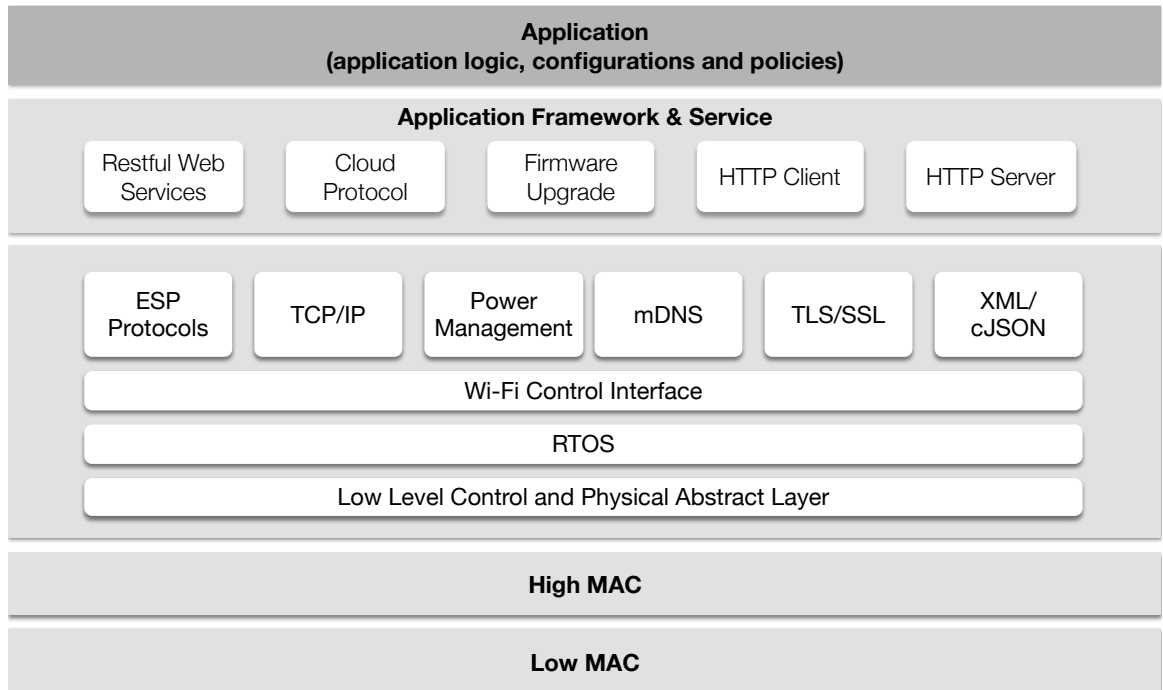 Application
(application logic, configurations and policies)
Application Framework & Service
Restful Web
Services
Cloud
Protocol
Firmware
Upgrade
HTTP Client
HTTP Server
ESP
Protocols
TCP/IP
Power
Management
mDNS
TLS/SSL
XML/
cJSON
Wi-Fi Control Interface
RTOS
Low Level Control and Physical Abstract Layer
High MAC
Low MAC